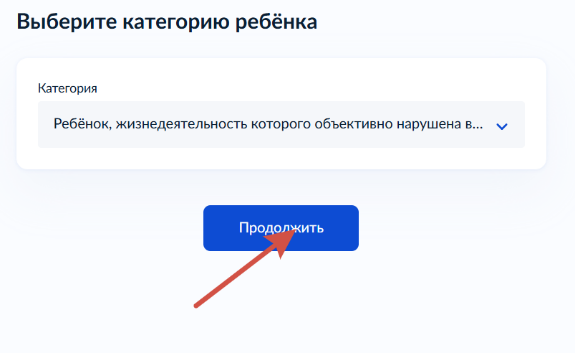 Выберите категорию ребёнка
Категория
Ребёнок, жизнедеятельность которого объективно нарушена в...
Продолжить